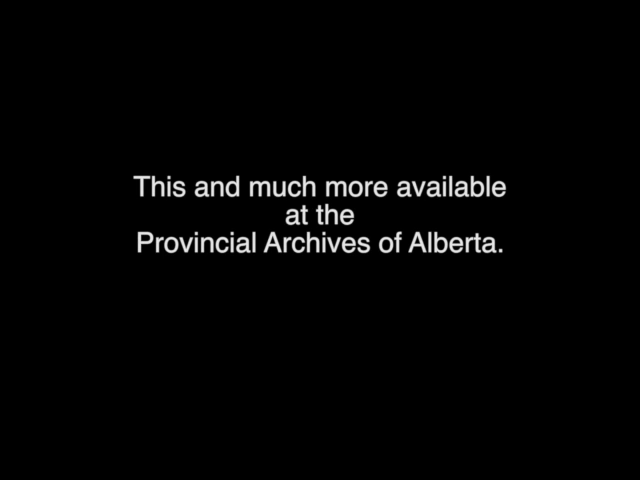 This and much more available
at the
Provincial Archives of Alberta.